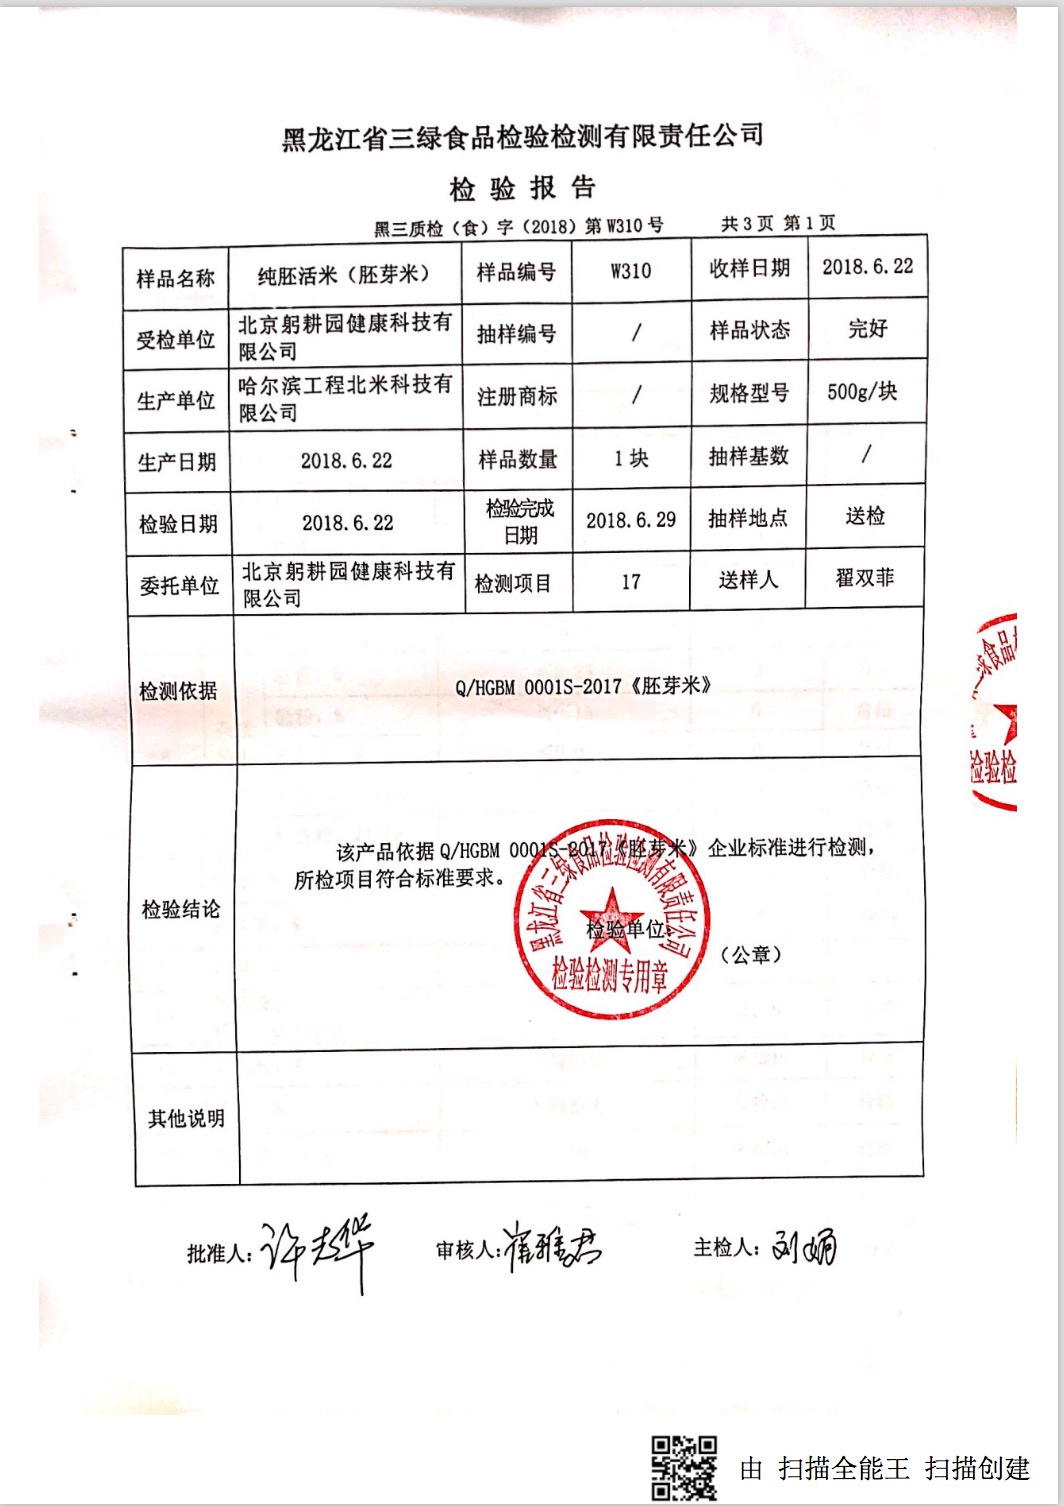 黑龙江省三绿食品检验检测有限责任公司
检验报告
黑三质检（食）字（2018）第W310号 共3页 第1页
样品名称 纯胚活米（胚芽米） 样品编号 W310 收样日期 2018.6.22
受检单位 北京躬耕园健康科技有限公司 抽样编号 / 样品状态 完好
生产单位 哈尔滨工程北米科技有限公司 注册商标 / 规格型号 500g/块
生产日期 2018.6.22 样品数量 1块 抽样基数 /
检验日期 2018.6.22 检验完成日期 2018.6.29 抽样地点 送检
委托单位 北京躬耕园健康科技有限公司 检测项目 17 送样人 翟双菲
检测依据 Q/HGBM 0001S-2017《胚芽米》
检验结论
该产品依据Q/HGBM 0001S-2017《胚芽米》企业标准进行检测，
所检项目符合标准要求。
检验单位：
（公章）
黑龙江省三绿食品检验检测有限责任公司
检验检测专用章
绿食品
检验检
其他说明
批准人：许志华 审核人：崔雅君 主检人：刘娟
由 扫描全能王 扫描创建